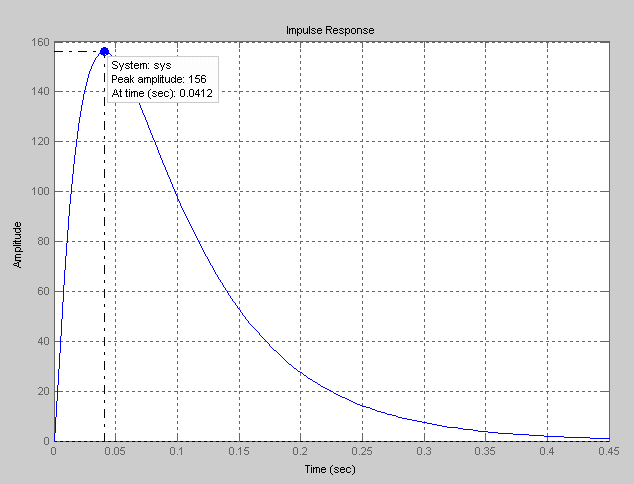 Impulse Response
160
140
120
100
80
60
40
20
0
Amplitude
System: sys
Peak amplitude: 156
At time (sec): 0.0412
0 0.05 0.1 0.15 0.2 0.25 0.3 0.35 0.4 0.45
Time (sec)